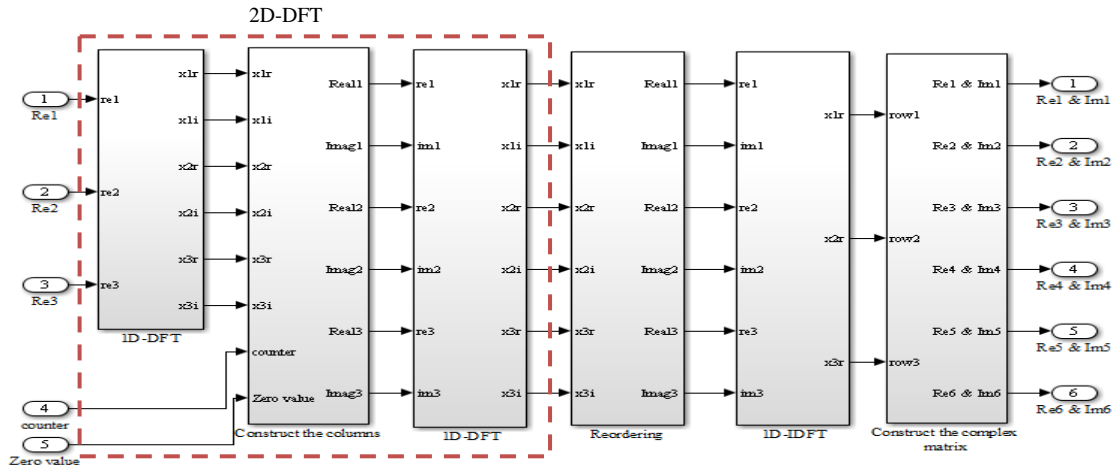 2D-DFT
1
Re1
2
Re2
3
Re3
4
counter
5
Zero value
re1
re2
re3
x1r
x1i
x2r
x2i
x3r
x3i
1D-DFT
x1r
x1i
x2r
x2i
x3r
x3i
counter
Zero value
Real1
Imag1
Real2
Imag2
Real3
Imag3
Construct the columns
re1
im1
re2
im2
re3
im3
x1r
x1i
x2r
x2i
x3r
x3i
1D-DFT
x1r
x1i
x2r
x2i
x3r
x3i
Real1
Imag1
Real2
Imag2
Real3
Imag3
Reordering
re1
im1
re2
im2
re3
im3
x1r
x2r
x3r
1D-IDFT
row1
row2
row3
Re1 & Im1
Re2 & Im2
Re3 & Im3
Re4 & Im4
Re5 & Im5
Re6 & Im6
Construct the complex
matrix
1
Re1 & Im1
2
Re2 & Im2
3
Re3 & Im3
4
Re4 & Im4
5
Re5 & Im5
6
Re6 & Im6